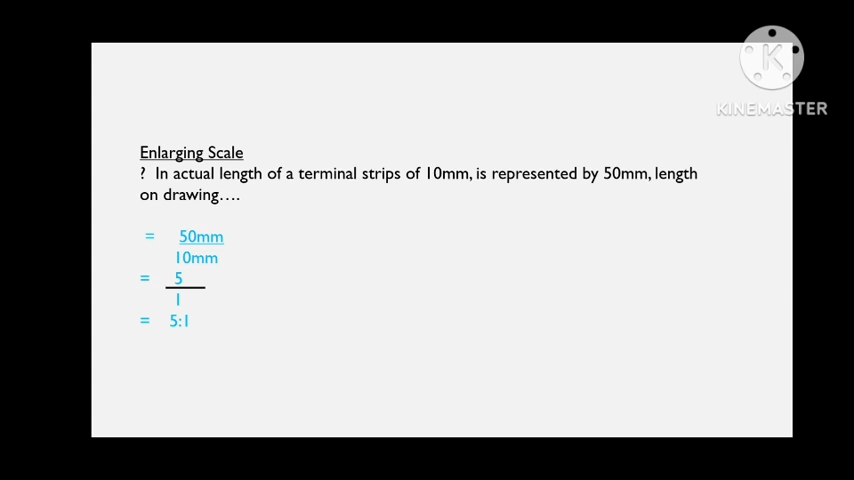 K
KINEMASTER
Enlarging Scale
? In actual length of a terminal strips of 10mm, is represented by 50mm, length
on drawing….
= 50mm
10mm
= 5
1
= 5:1